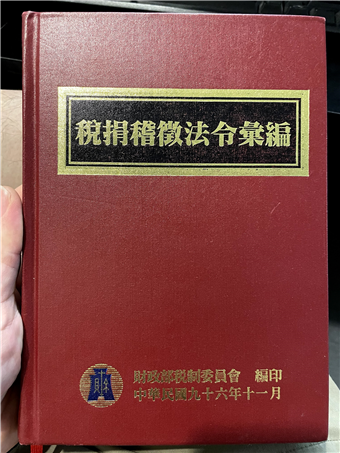 稅捐稽徵法令彙編
財政部稅制委員會 編印
中華民國九十六年十一月